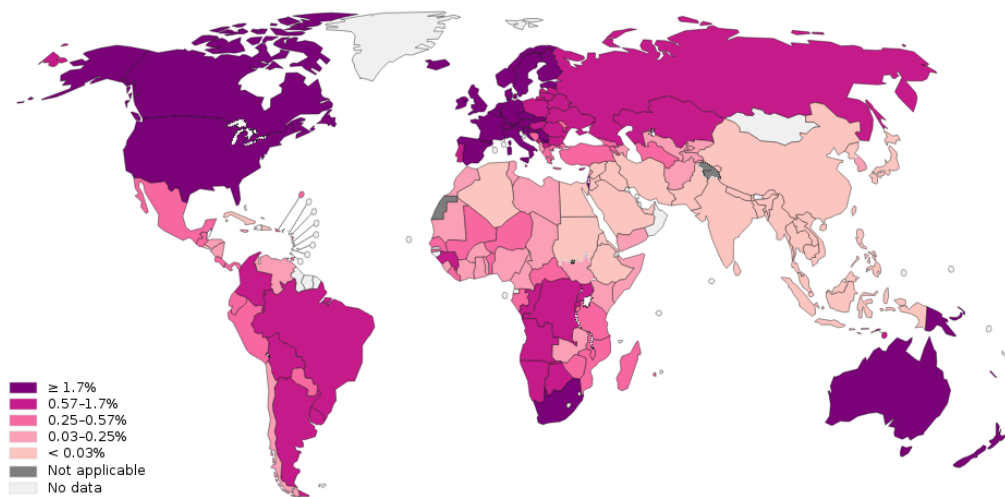 ≥ 1.7%
0.57–1.7%
0.25–0.57%
0.03–0.25%
< 0.03%
Not applicable
No data